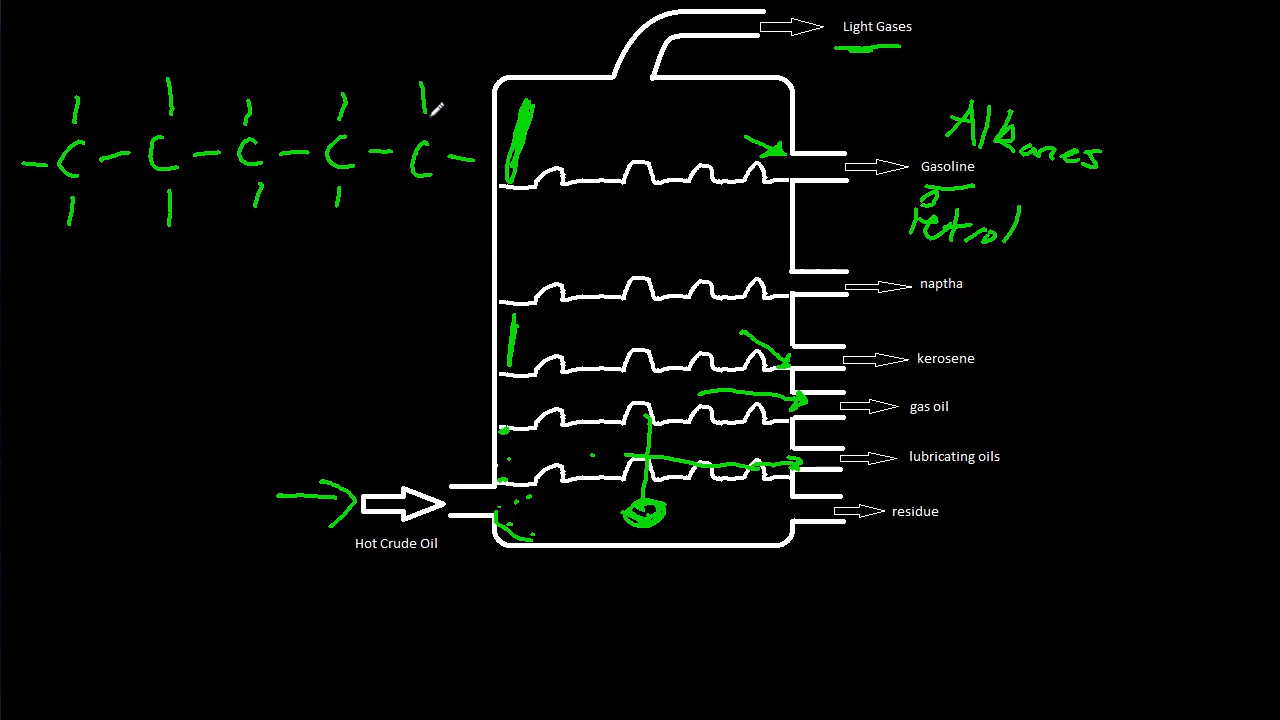 Light Gases
Alkanes
Gasoline
Petrol
C - C - C - C - C
naptha
kerosene
gas oil
lubricating oils
residue
Hot Crude Oil